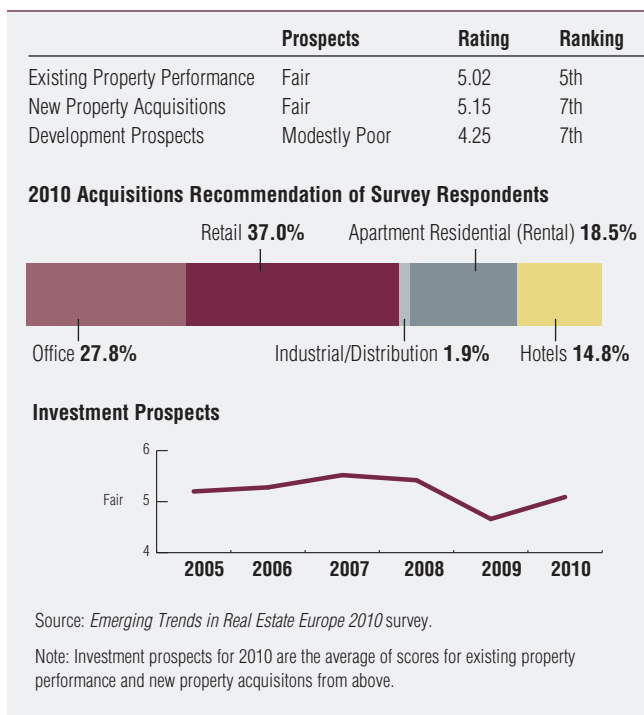 Prospects Rating Ranking
Existing Property Performance Fair 5.02 5th
New Property Acquisitions Fair 5.15 7th
Development Prospects Modestly Poor 4.25 7th
2010 Acquisitions Recommendation of Survey Respondents
Retail 37.0% Apartment Residential (Rental) 18.5%
Office 27.8% Industrial/Distribution 1.9% Hotels 14.8%
Investment Prospects
6
Fair 5
4
2005 2006 2007 2008 2009 2010
Source: Emerging Trends in Real Estate Europe 2010 survey.
Note: Investment prospects for 2010 are the average of scores for existing property
performance and new property acquisitons from above.